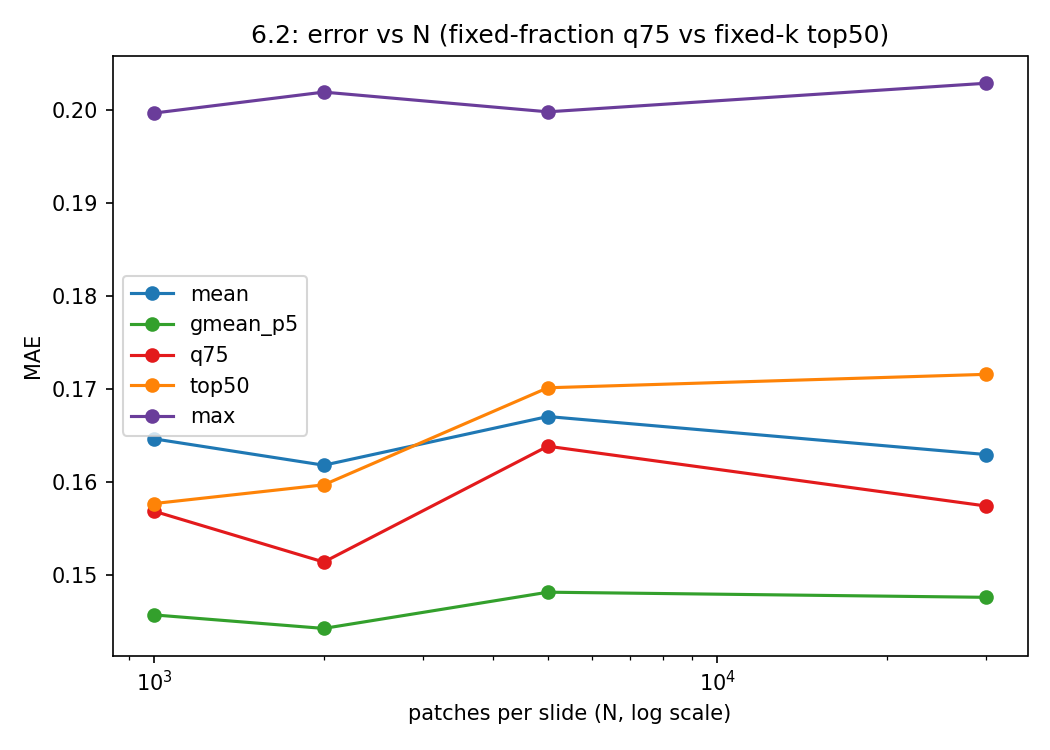 6.2: error vs N (fixed-fraction q75 vs fixed-k top50)
MAE
0.20
0.19
0.18
0.17
0.16
0.15
mean
gmean_p5
q75
top50
max
10³
10⁴
patches per slide (N, log scale)